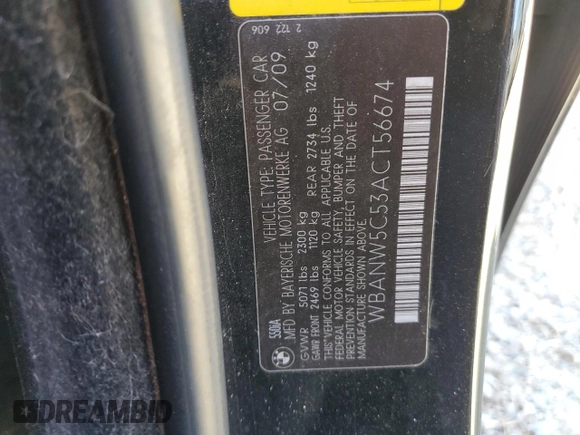 2 122 606
550iA
VEHICLE TYPE: PASSENGER CAR
MFD BY BAYERISCHE MOTORENWERKE AG 07/09
GVWR 5071 lbs 2300 kg
GAWR FRONT 2469 lbs 1120 kg REAR 2734 lbs 1240 kg
THIS VEHICLE CONFORMS TO ALL APPLICABLE U.S.
FEDERAL MOTOR VEHICLE SAFETY, BUMPER AND THEFT
PREVENTION STANDARDS IN EFFECT ON THE DATE OF
MANUFACTURE SHOWN ABOVE.
WBANW5C53ACT56674
DREAMBID